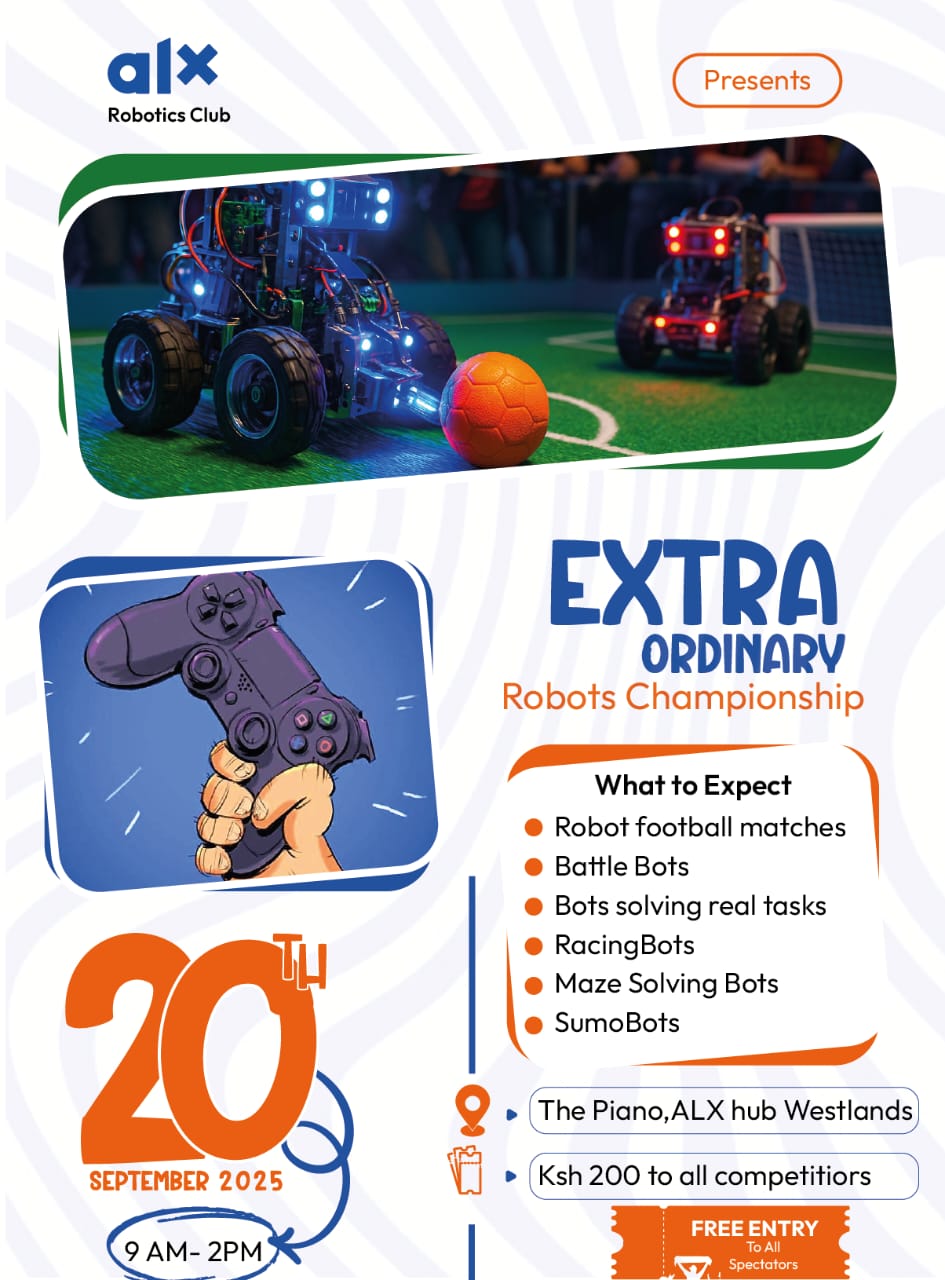 alx
Robotics Club
Presents
EXTRA
ORDINARY
Robots Championship
What to Expect
Robot football matches
Battle Bots
Bots solving real tasks
RacingBots
Maze Solving Bots
SumoBots
20TH
SEPTEMBER 2025
9 AM- 2PM
The Piano,ALX hub Westlands
Ksh 200 to all competitiors
FREE ENTRY
To All
Spectators